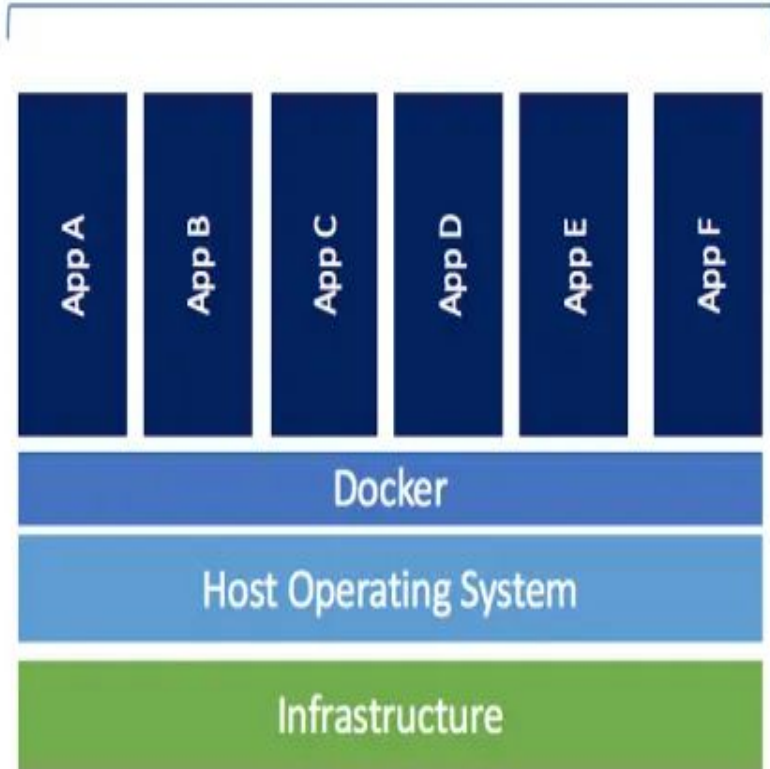 App A
App B
App C
App D
App E
App F
Docker
Host Operating System
Infrastructure